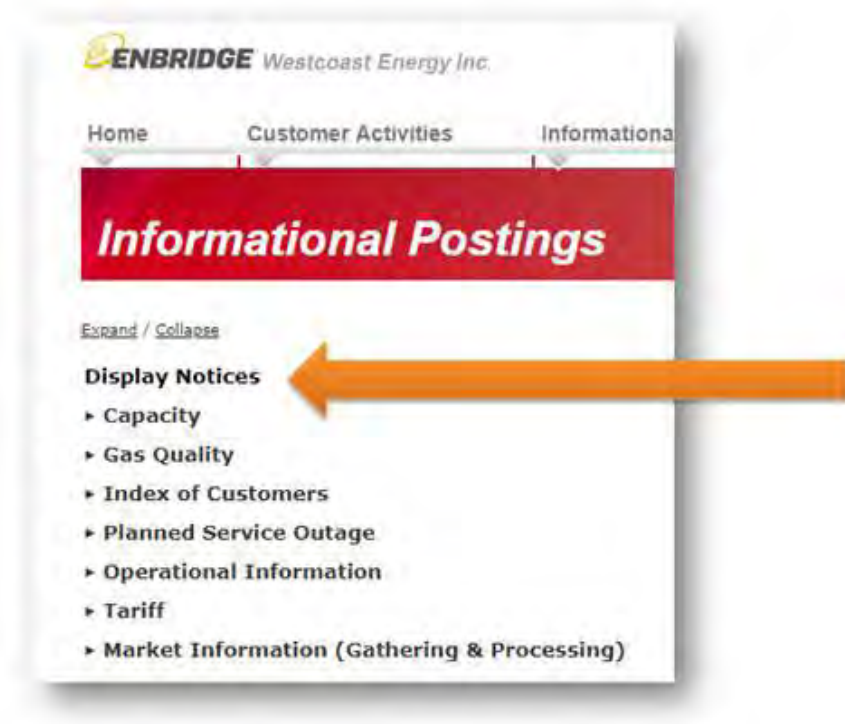 ENBRIDGE Westcoast Energy Inc.
Home Customer Activities Informationa
Informational Postings
Expand / Collapse
Display Notices
▸ Capacity
▸ Gas Quality
▸ Index of Customers
▸ Planned Service Outage
▸ Operational Information
▸ Tariff
▸ Market Information (Gathering & Processing)